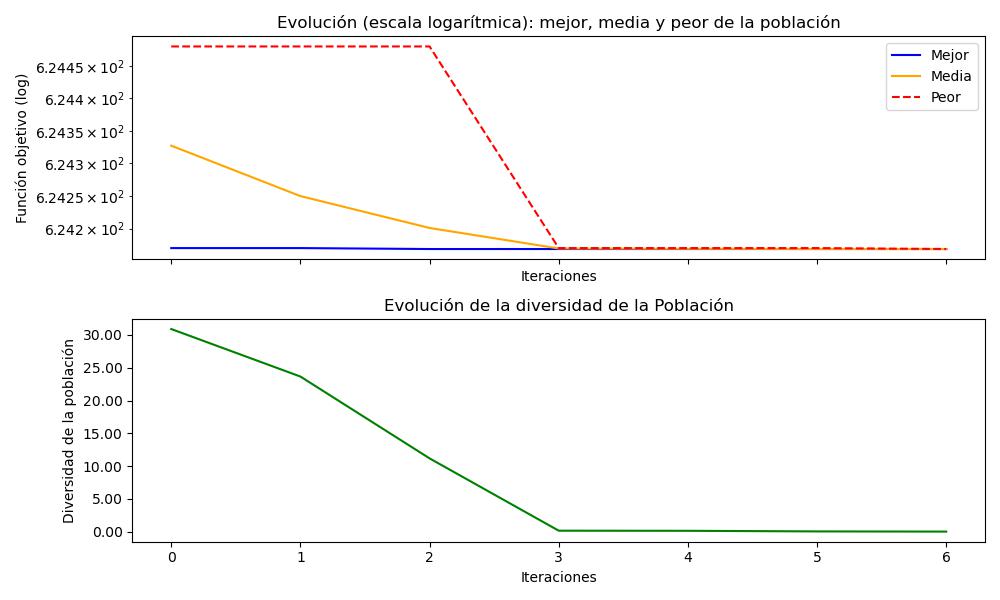 Evolución (escala logarítmica): mejor, media y peor de la población
Función objetivo (log)
6.2445 × 10²
6.244 × 10²
6.2435 × 10²
6.243 × 10²
6.2425 × 10²
6.242 × 10²
Mejor
Media
Peor
Iteraciones
Evolución de la diversidad de la Población
Diversidad de la población
30.00
25.00
20.00
15.00
10.00
5.00
0.00
0 1 2 3 4 5 6
Iteraciones